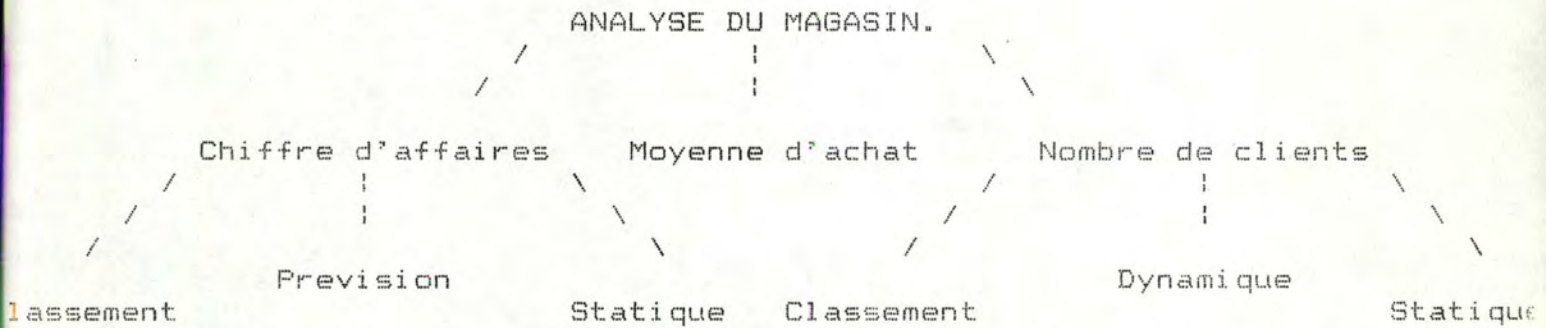 ANALYSE DU MAGASIN.
Chiffre d'affaires Moyenne d'achat Nombre de clients
Prevision Dynamique
lassement Statique Classement Statique